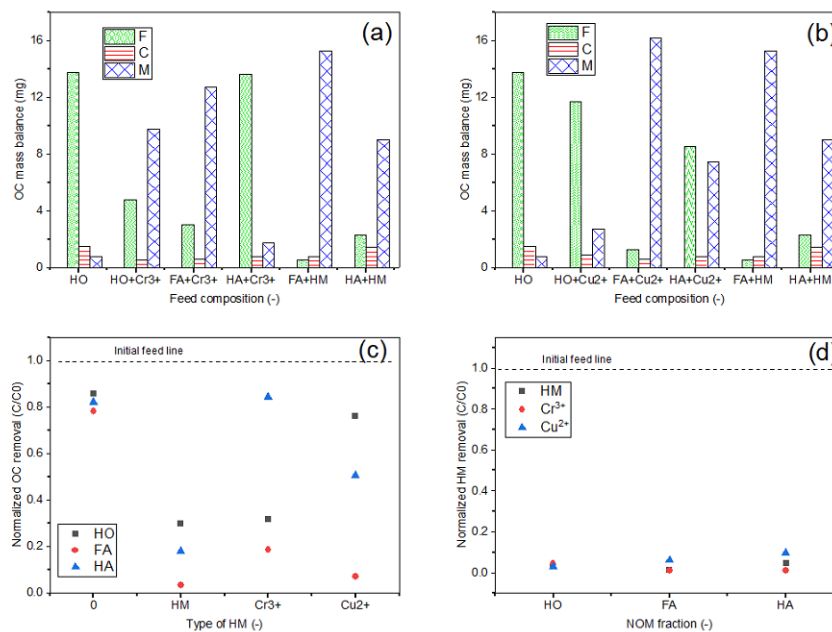 (a)
F
C
M
16
12
8
4
0
OC mass balance (mg)
HO HO+Cr3+ FA+Cr3+ HA+Cr3+ FA+HM HA+HM
Feed composition (-)
(b)
F
C
M
16
12
8
4
0
OC mass balance (mg)
HO HO+Cu2+ FA+Cu2+ HA+Cu2+ FA+HM HA+HM
Feed composition (-)
(c)
Initial feed line
1.0
0.8
0.6
0.4
0.2
0.0
Normalized OC removal (C/C0)
HO
FA
HA
0 HM Cr3+ Cu2+
Type of HM (-)
(d)
Initial feed line
1.0
0.8
0.6
0.4
0.2
0.0
Normalized HM removal (C/C0)
HM
Cr³⁺
Cu²⁺
HO FA HA
NOM fraction (-)